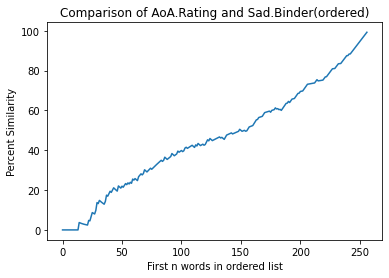 Comparison of AoA.Rating and Sad.Binder(ordered)
100
80
60
40
20
0
Percent Similarity
0 50 100 150 200 250
First n words in ordered list